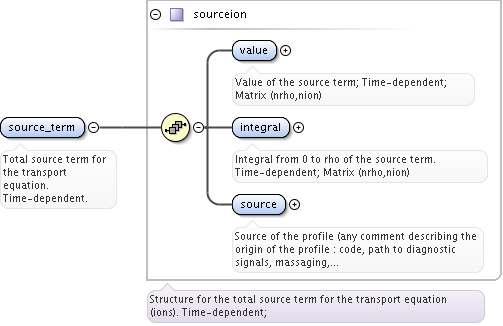 sourceion
value
Value of the source term; Time-dependent;
Matrix (nrho,nion)
source_term
Total source term for
the transport
equation.
Time-dependent.
integral
Integral from 0 to rho of the source term.
Time-dependent; Matrix (nrho,nion)
source
Source of the profile (any comment describing the
origin of the profile : code, path to diagnostic
signals, massaging,...
Structure for the total source term for the transport equation
(ions). Time-dependent;